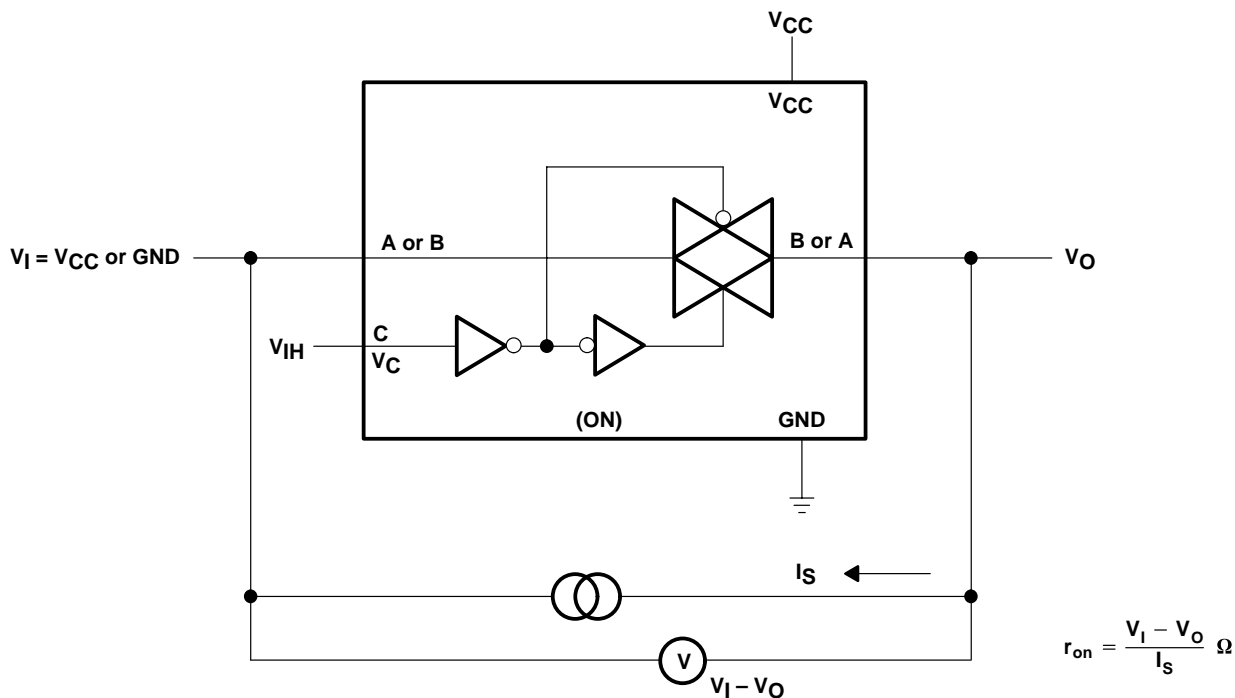 VCC
VCC
A or B
B or A
VI = VCC or GND
VO
C
VIH
VC
(ON)
GND
IS
ron = VI – VO / IS Ω
V
VI – VO